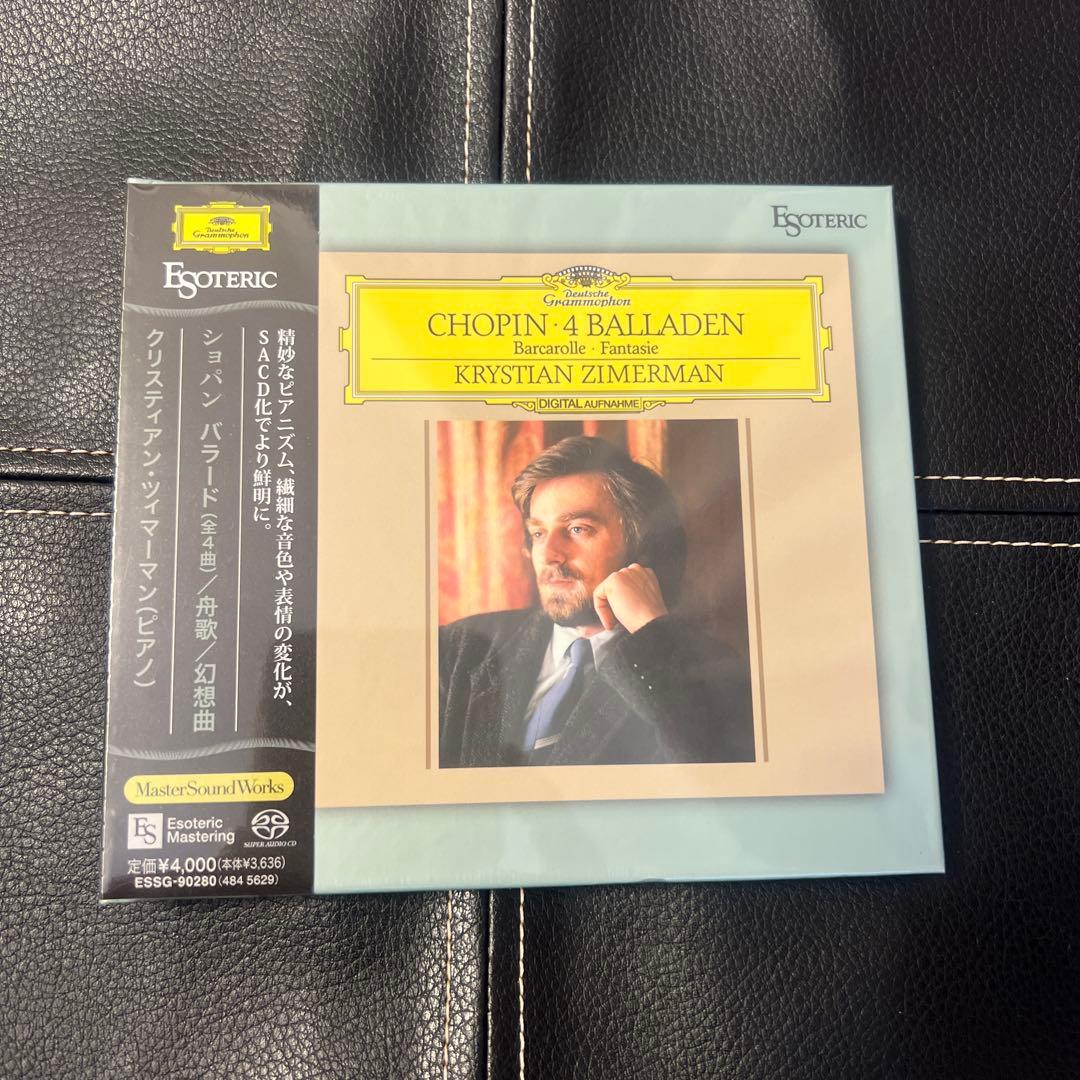 Deutsche
Grammophon
ESOTERIC
精妙なピアニズム、繊細な音色や表情の変化が、
SACD化でより鮮明に。
ショパン バラード(全4曲)/舟歌/幻想曲
クリスティアン・ツィマーマン(ピアノ)
MasterSoundWorks
ES
Esoteric
Mastering
SUPER AUDIO CD
定価¥4,000(本体¥3,636)
ESSG-90280(484 5629)
ESOTERIC
Deutsche
Grammophon
CHOPIN · 4 BALLADEN
Barcarolle · Fantasie
KRYSTIAN ZIMERMAN
DIGITAL AUFNAHME